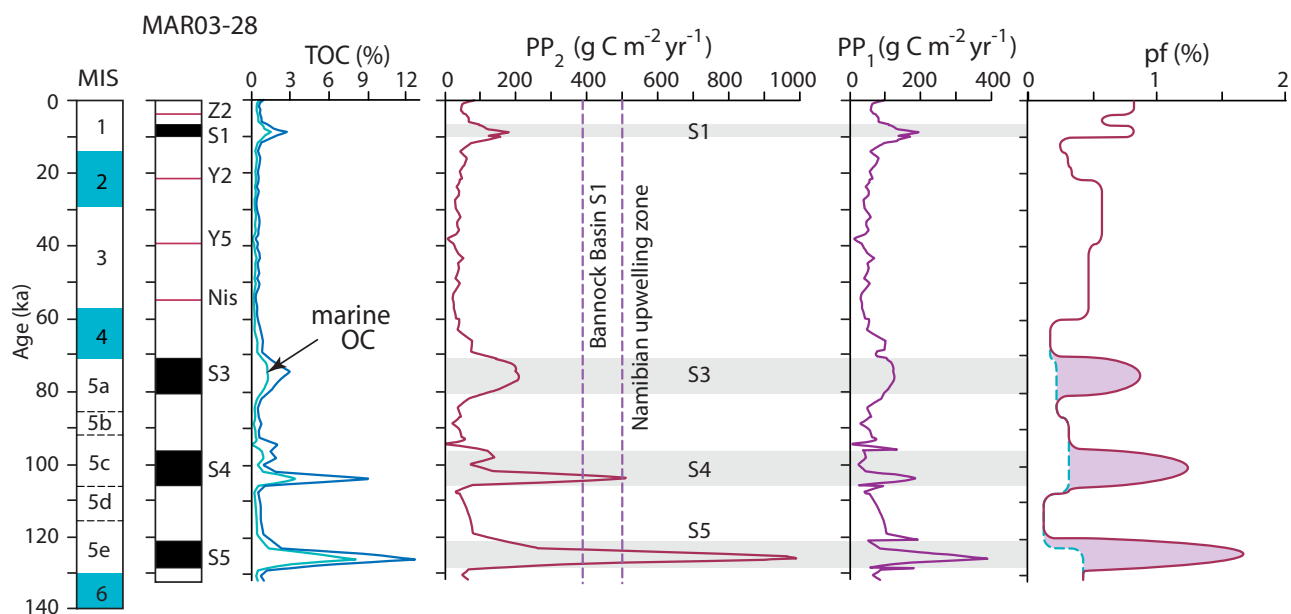 MAR03-28
MIS
TOC (%)
PP2 (g C m-2 yr-1)
PP1 (g C m-2 yr-1)
pf (%)
0 3 6 9 12
0 200 400 600 800 1000
0 200 400
0 1 2
Age (ka)
0
20
40
60
80
100
120
140
1
2
3
4
5a
5b
5c
5d
5e
6
Z2
S1
Y2
Y5
Nis
S3
S4
S5
marine
OC
Bannock Basin S1
Namibian upwelling zone
S1
S3
S4
S5